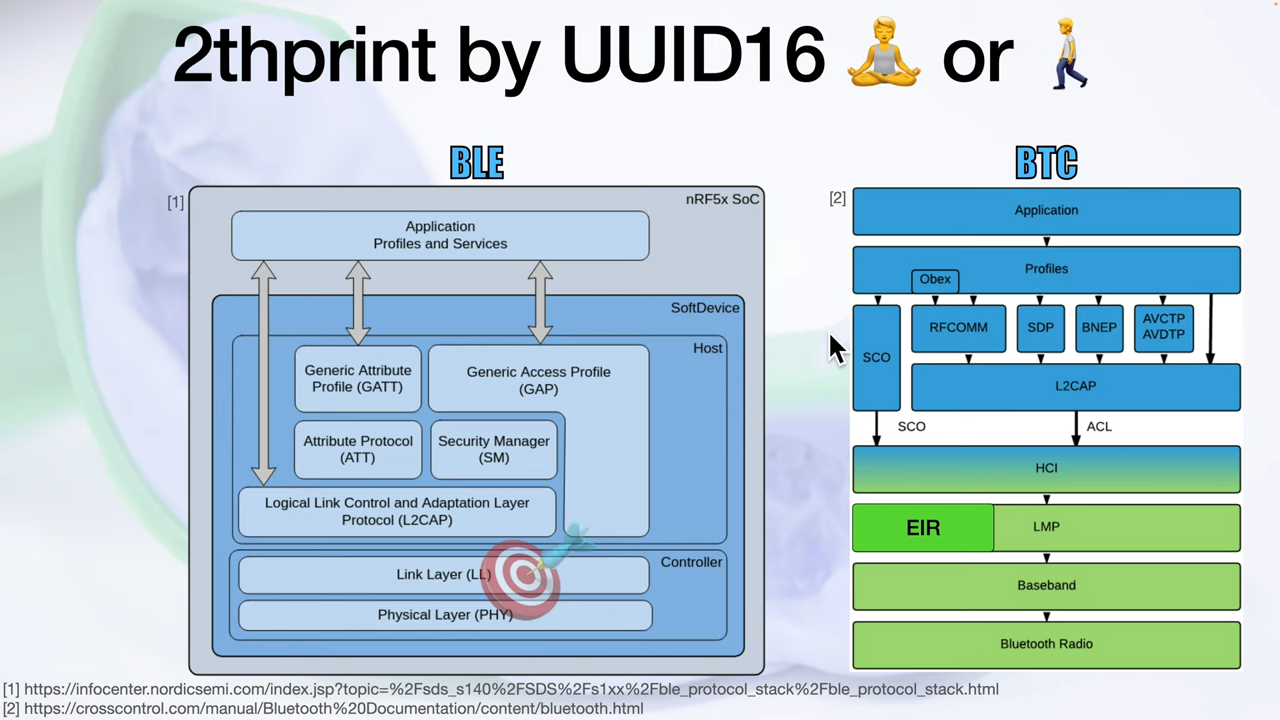 2thprint by UUID16 🧘 or 🚶
BLE
BTC
[1]
nRF5x SoC
Application
Profiles and Services
SoftDevice
Host
Generic Attribute
Profile (GATT)
Generic Access Profile
(GAP)
Attribute Protocol
(ATT)
Security Manager
(SM)
Logical Link Control and Adaptation Layer
Protocol (L2CAP)
Controller
Link Layer (LL)
Physical Layer (PHY)
[2]
Application
Profiles
Obex
SCO
RFCOMM
SDP
BNEP
AVCTP
AVDTP
L2CAP
SCO
ACL
HCI
EIR
LMP
Baseband
Bluetooth Radio
[1] https://infocenter.nordicsemi.com/index.jsp?topic=%2Fsds_s140%2FSDS%2Fs1xx%2Fble_protocol_stack%2Fble_protocol_stack.html
[2] https://crosscontrol.com/manual/Bluetooth%20Documentation/content/bluetooth.html